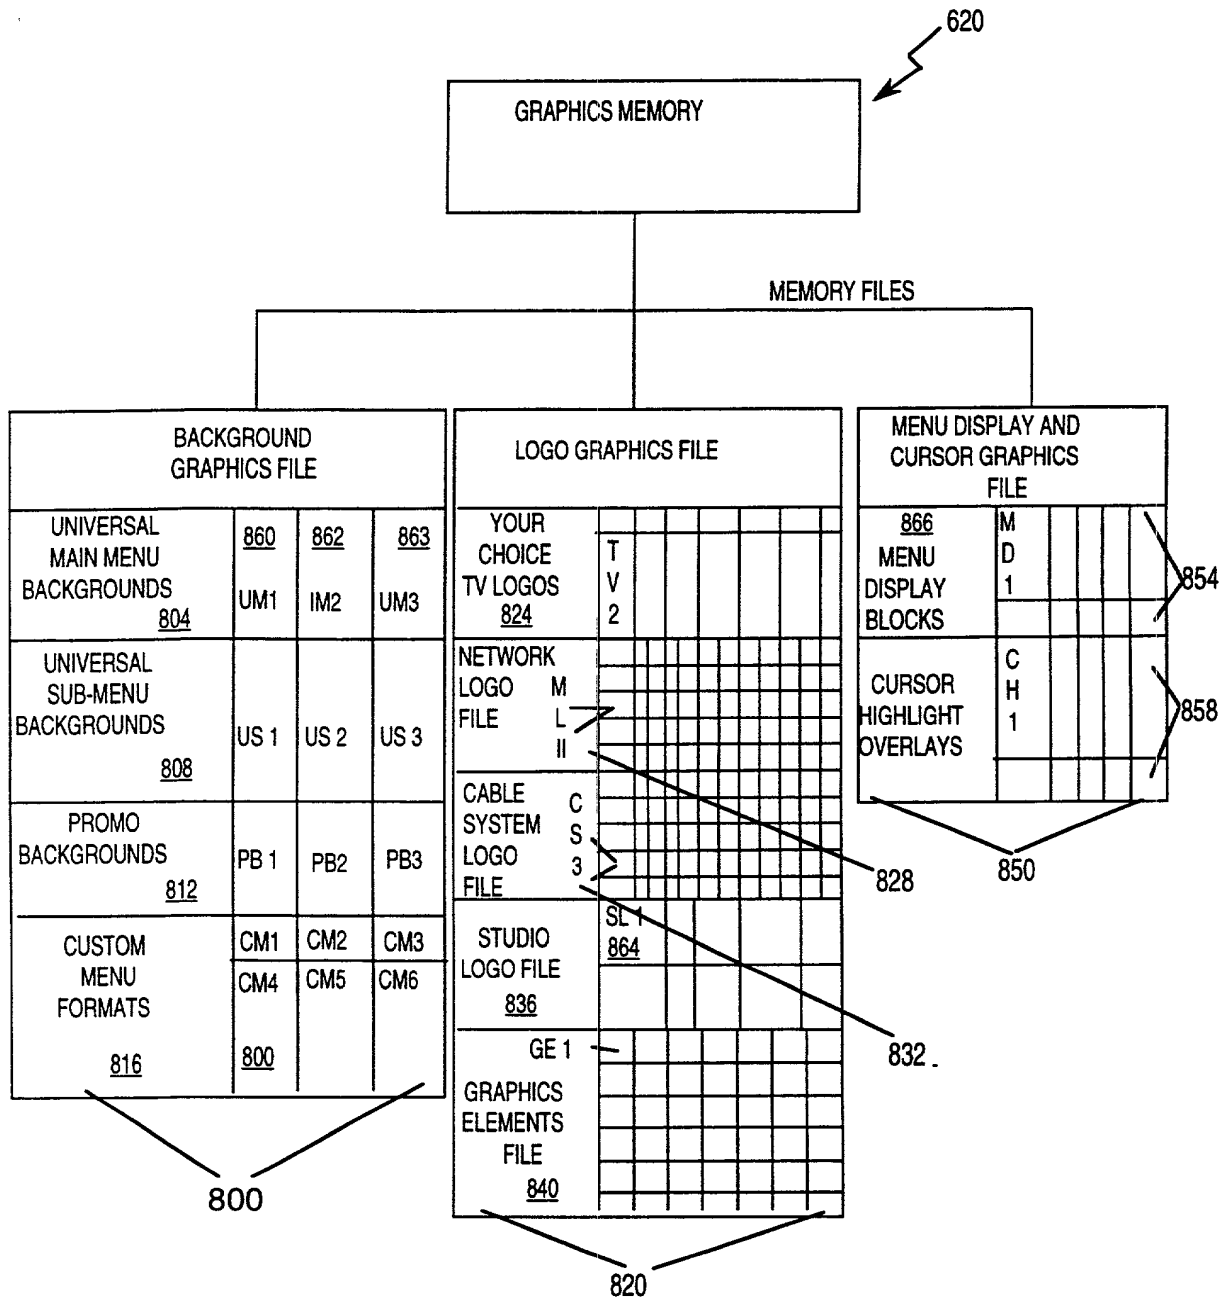 620
GRAPHICS MEMORY
MEMORY FILES
BACKGROUND
GRAPHICS FILE
UNIVERSAL
MAIN MENU
BACKGROUNDS
804
860 862 863
UM1 IM2 UM3
UNIVERSAL
SUB-MENU
BACKGROUNDS
808
US 1 US 2 US 3
PROMO
BACKGROUNDS
812
PB 1 PB2 PB3
CUSTOM
MENU
FORMATS
816
CM1 CM2 CM3
CM4 CM5 CM6
800
800
LOGO GRAPHICS FILE
YOUR
CHOICE
TV LOGOS
824
T
V
2
NETWORK
LOGO
FILE
M
L
II
CABLE
SYSTEM
LOGO
FILE
C
S
3
STUDIO
LOGO FILE
836
SL 1
864
GE 1
GRAPHICS
ELEMENTS
FILE
840
820
828
832
MENU DISPLAY AND
CURSOR GRAPHICS
FILE
866
MENU
DISPLAY
BLOCKS
M
D
1
854
CURSOR
HIGHLIGHT
OVERLAYS
C
H
1
858
850